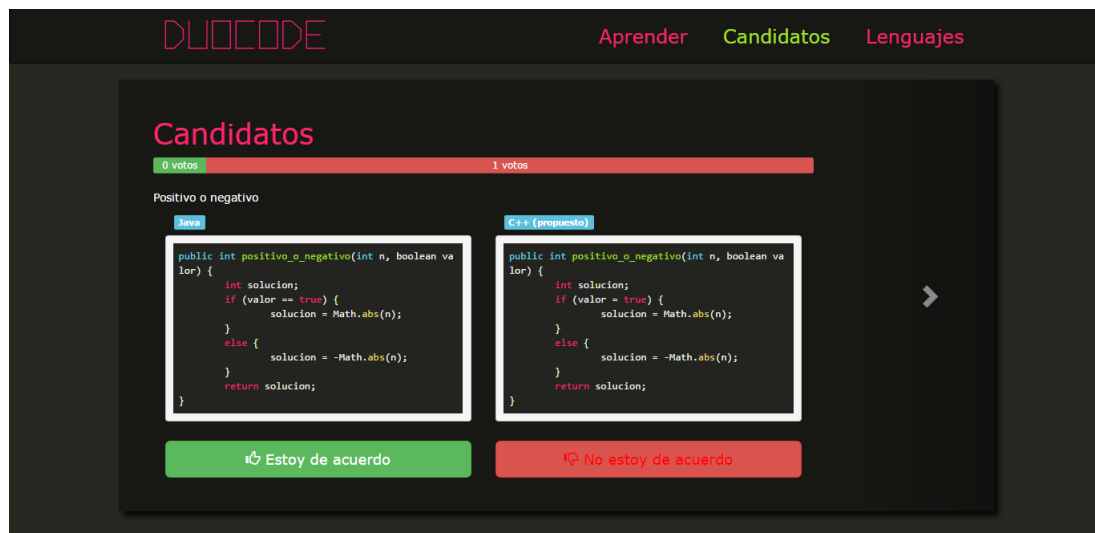 DUOCODE
Aprender Candidatos Lenguajes
Candidatos
0 votos 1 votos
Positivo o negativo
Java
public int positivo_o_negativo(int n, boolean va
lor) {
int solucion;
if (valor == true) {
solucion = Math.abs(n);
}
else {
solucion = -Math.abs(n);
}
return solucion;
}
C++ (propuesto)
public int positivo_o_negativo(int n, boolean va
lor) {
int solucion;
if (valor = true) {
solucion = Math.abs(n);
}
else {
solucion = -Math.abs(n);
}
return solucion;
}
Estoy de acuerdo
No estoy de acuerdo